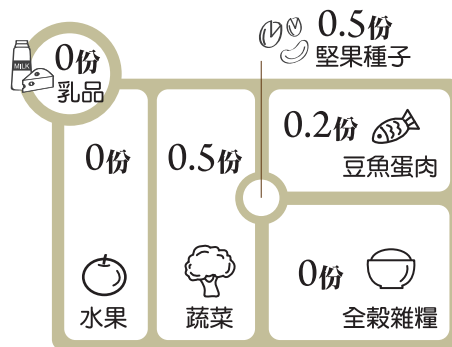 MILK
0份
乳品
0.5份
堅果種子
0份
水果
0.5份
蔬菜
0.2份
豆魚蛋肉
0份
全穀雜糧